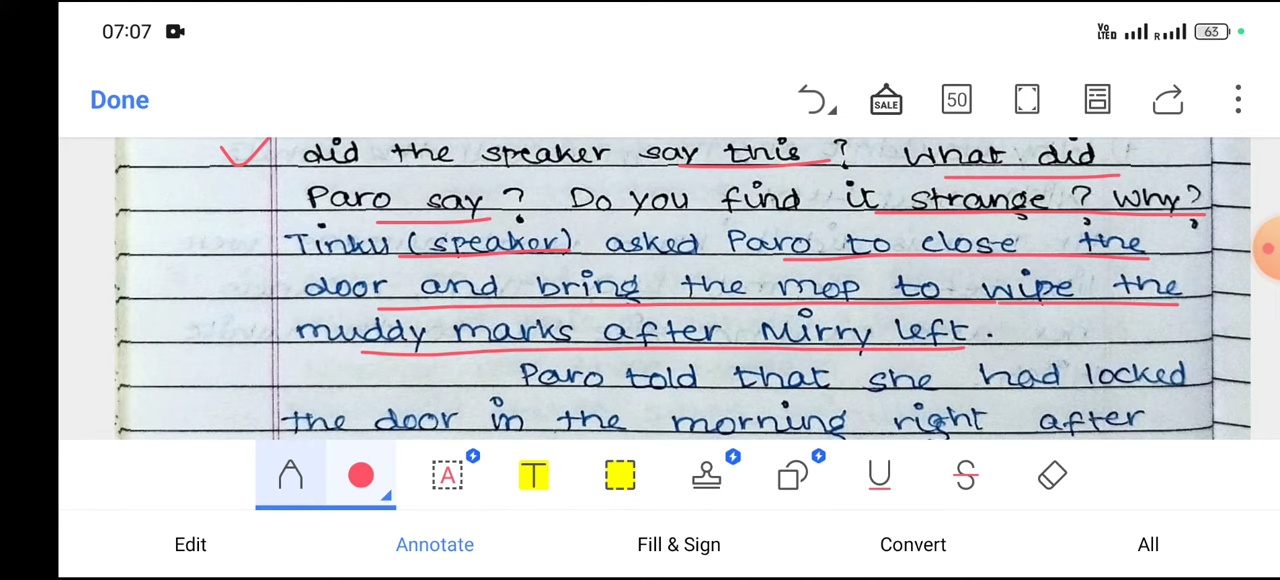 07:07
Vo LTED R 63
Done
SALE
50
did the speaker say this? What did
Paro say? Do you find it strange? Why?
Tinku (speaker) asked Paro to close the
door and bring the mop to wipe the
muddy marks after Mirry left.
Paro told that she had locked
the door in the morning right after
A T U S
Edit Annotate Fill & Sign Convert All